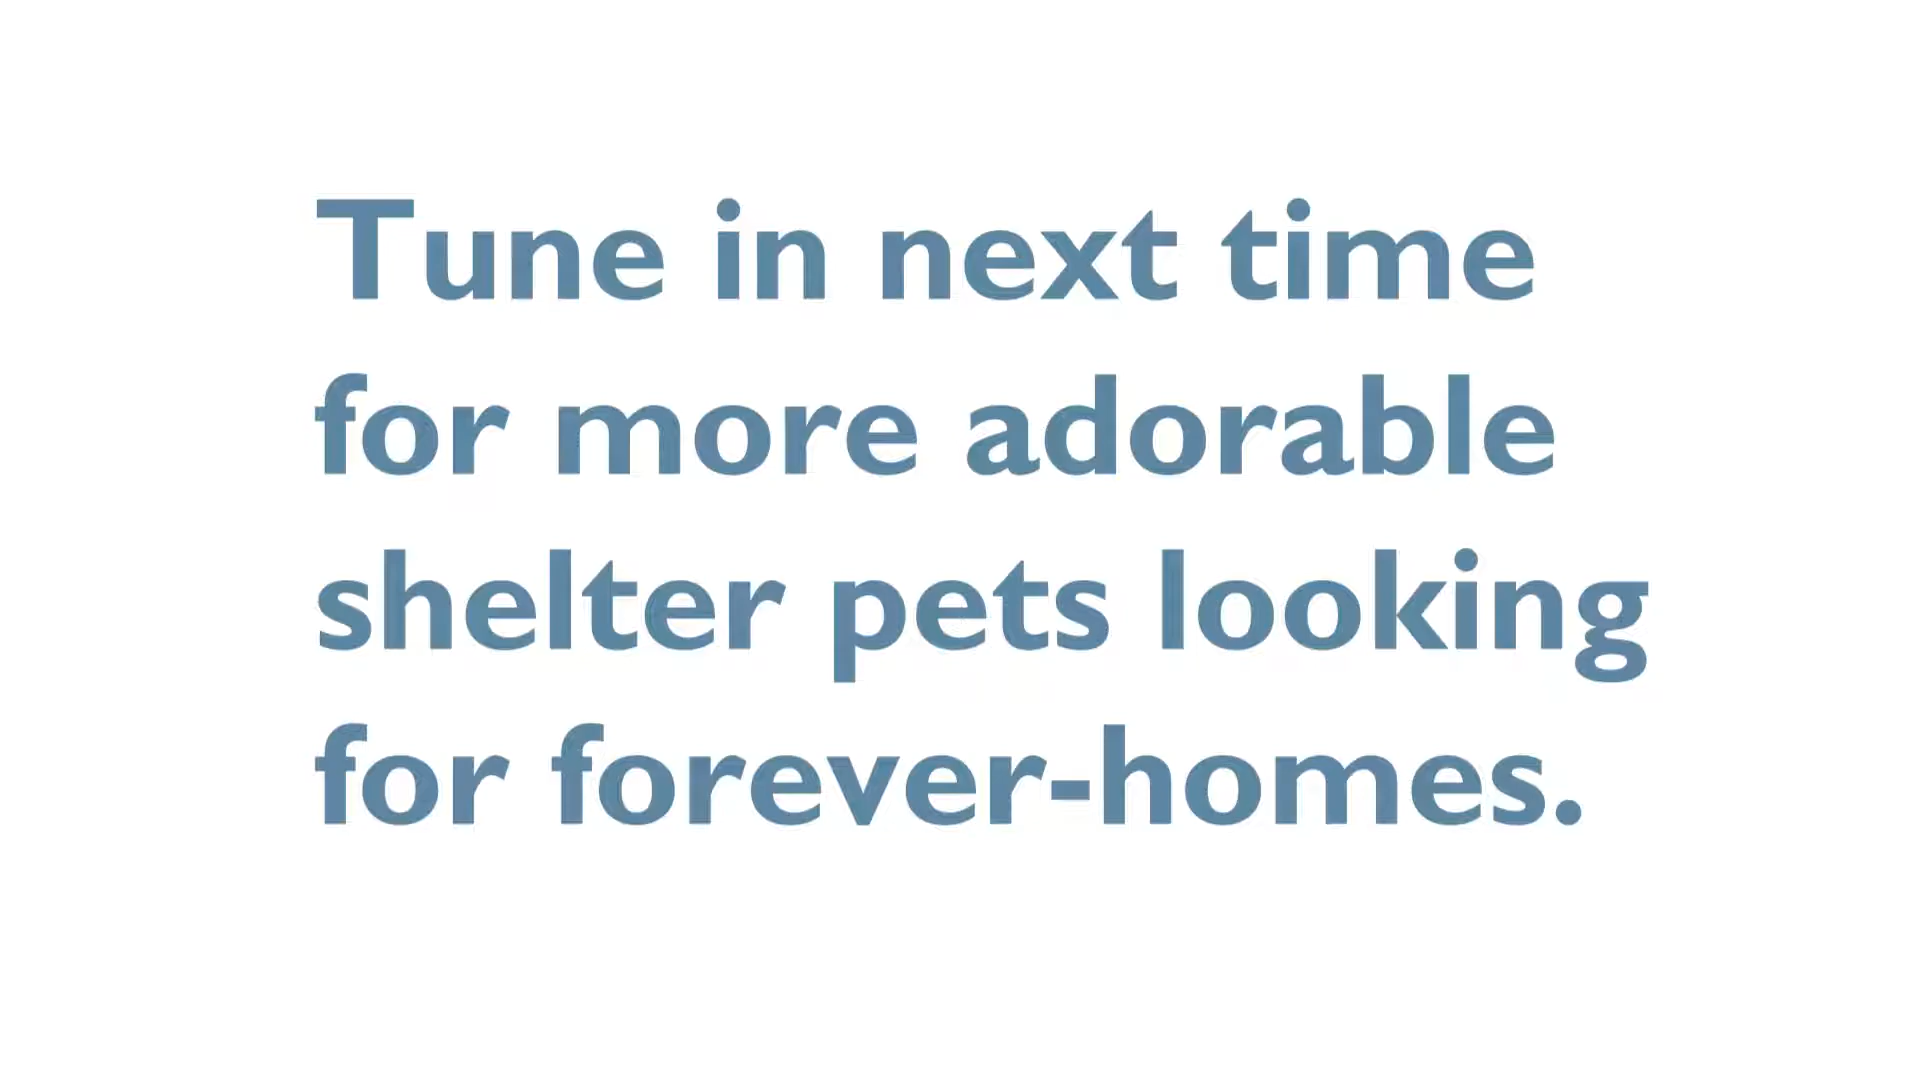 Tune in next time
for more adorable
shelter pets looking
for forever-homes.